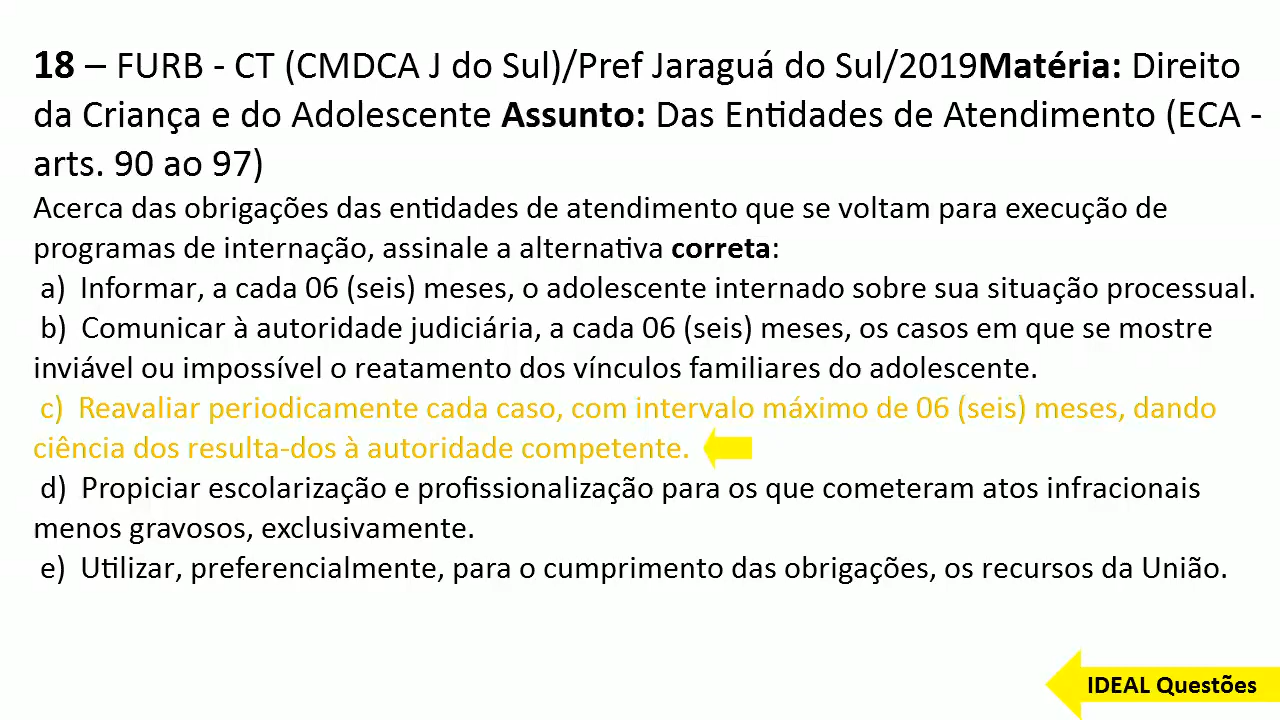 18 – FURB - CT (CMDCA J do Sul)/Pref Jaraguá do Sul/2019Matéria: Direito
da Criança e do Adolescente Assunto: Das Entidades de Atendimento (ECA -
arts. 90 ao 97)
Acerca das obrigações das entidades de atendimento que se voltam para execução de
programas de internação, assinale a alternativa correta:
a) Informar, a cada 06 (seis) meses, o adolescente internado sobre sua situação processual.
b) Comunicar à autoridade judiciária, a cada 06 (seis) meses, os casos em que se mostre
inviável ou impossível o reatamento dos vínculos familiares do adolescente.
c) Reavaliar periodicamente cada caso, com intervalo máximo de 06 (seis) meses, dando
ciência dos resulta-dos à autoridade competente.
d) Propiciar escolarização e profissionalização para os que cometeram atos infracionais
menos gravosos, exclusivamente.
e) Utilizar, preferencialmente, para o cumprimento das obrigações, os recursos da União.
IDEAL Questões